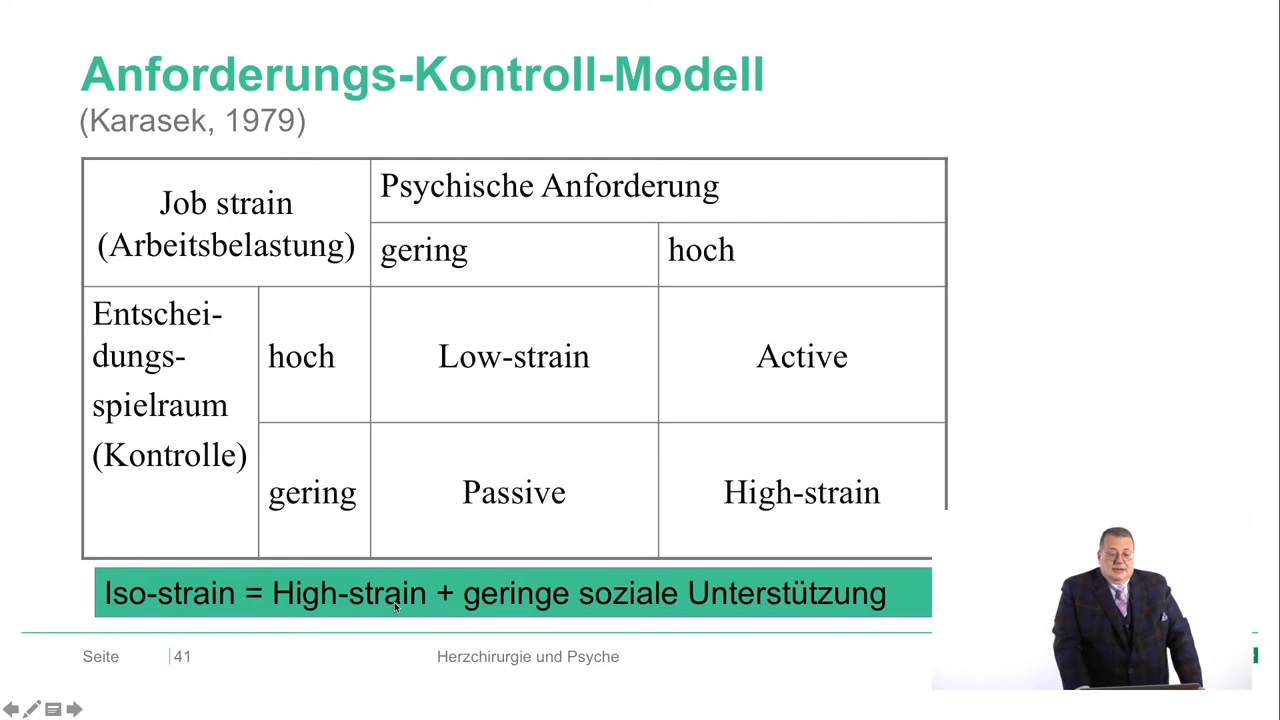 Anforderungs-Kontroll-Modell
(Karasek, 1979)
Job strain
(Arbeitsbelastung)
Psychische Anforderung
gering
hoch
Entschei-
dungs-
spielraum
(Kontrolle)
hoch
Low-strain
Active
gering
Passive
High-strain
Iso-strain = High-strain + geringe soziale Unterstützung
Seite
41
Herzchirurgie und Psyche